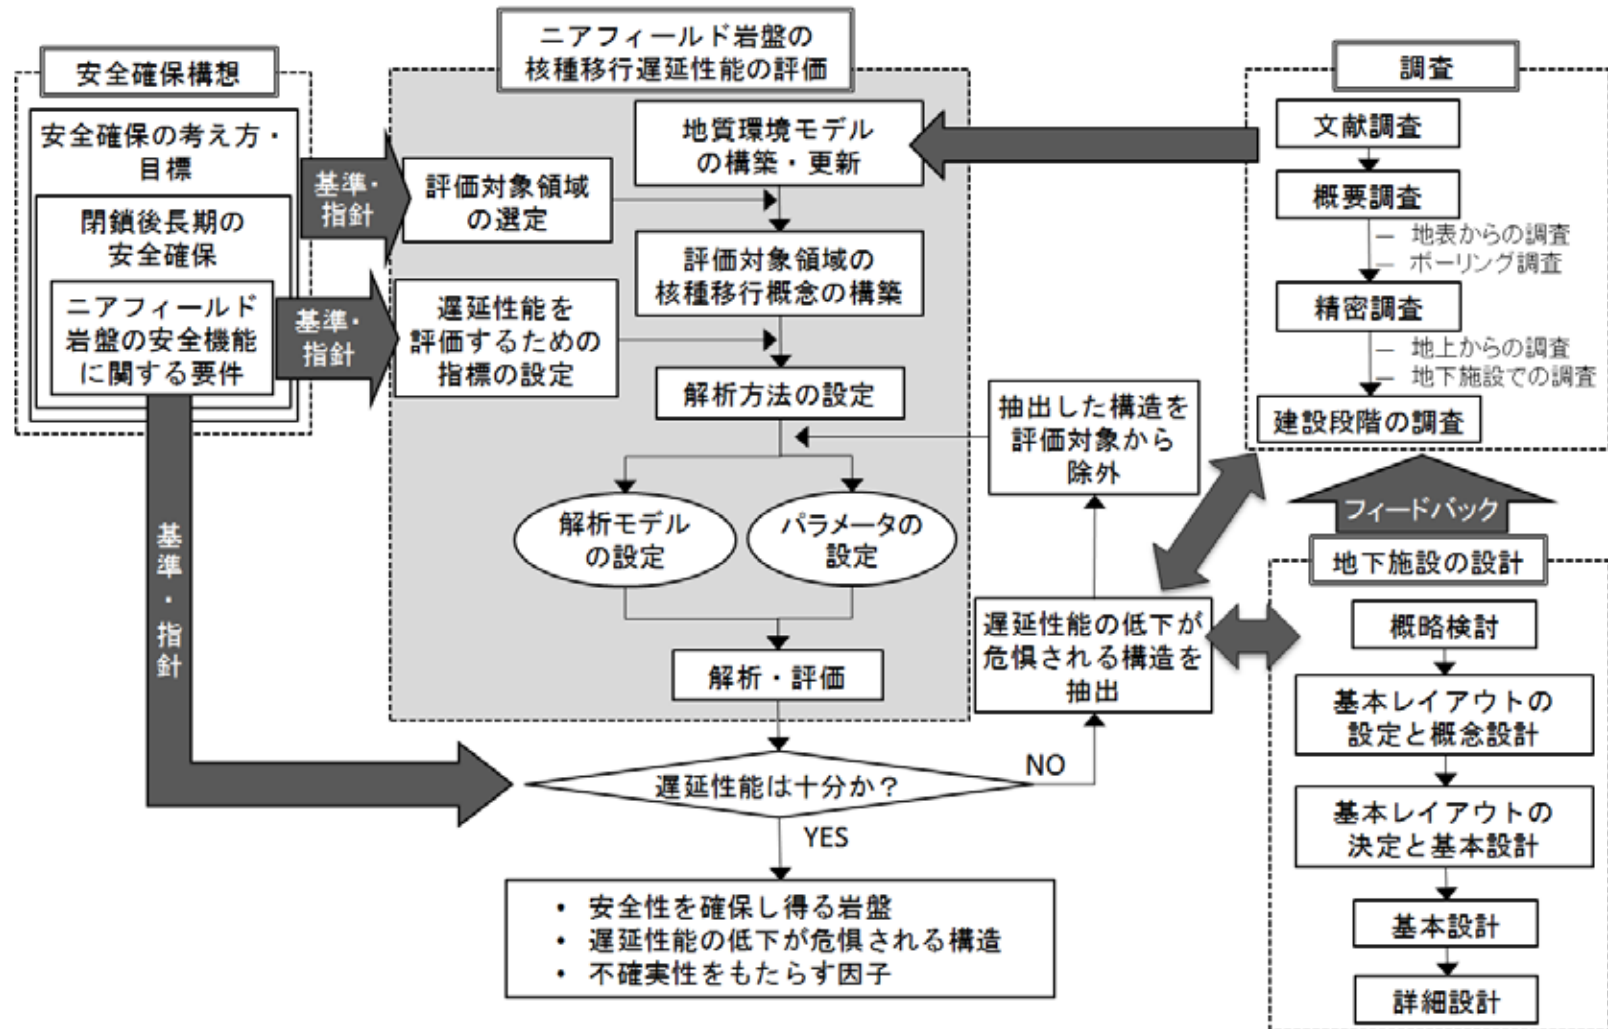 安全確保構想
安全確保の考え方・
目標
閉鎖後長期の
安全確保
ニアフィールド
岩盤の安全機能
に関する要件
基準・
指針
基準・
指針
基準・指針
ニアフィールド岩盤の
核種移行遅延性能の評価
地質環境モデル
の構築・更新
評価対象領域
の選定
評価対象領域の
核種移行概念の構築
遅延性能を
評価するための
指標の設定
解析方法の設定
解析モデル
の設定
パラメータの
設定
解析・評価
遅延性能は十分か？
NO
YES
• 安全性を確保し得る岩盤
• 遅延性能の低下が危惧される構造
• 不確実性をもたらす因子
抽出した構造を
評価対象から
除外
遅延性能の低下が
危惧される構造を
抽出
調査
文献調査
概要調査
― 地表からの調査
― ボーリング調査
精密調査
― 地上からの調査
― 地下施設での調査
建設段階の調査
フィードバック
地下施設の設計
概略検討
基本レイアウトの
設定と概念設計
基本レイアウトの
決定と基本設計
基本設計
詳細設計